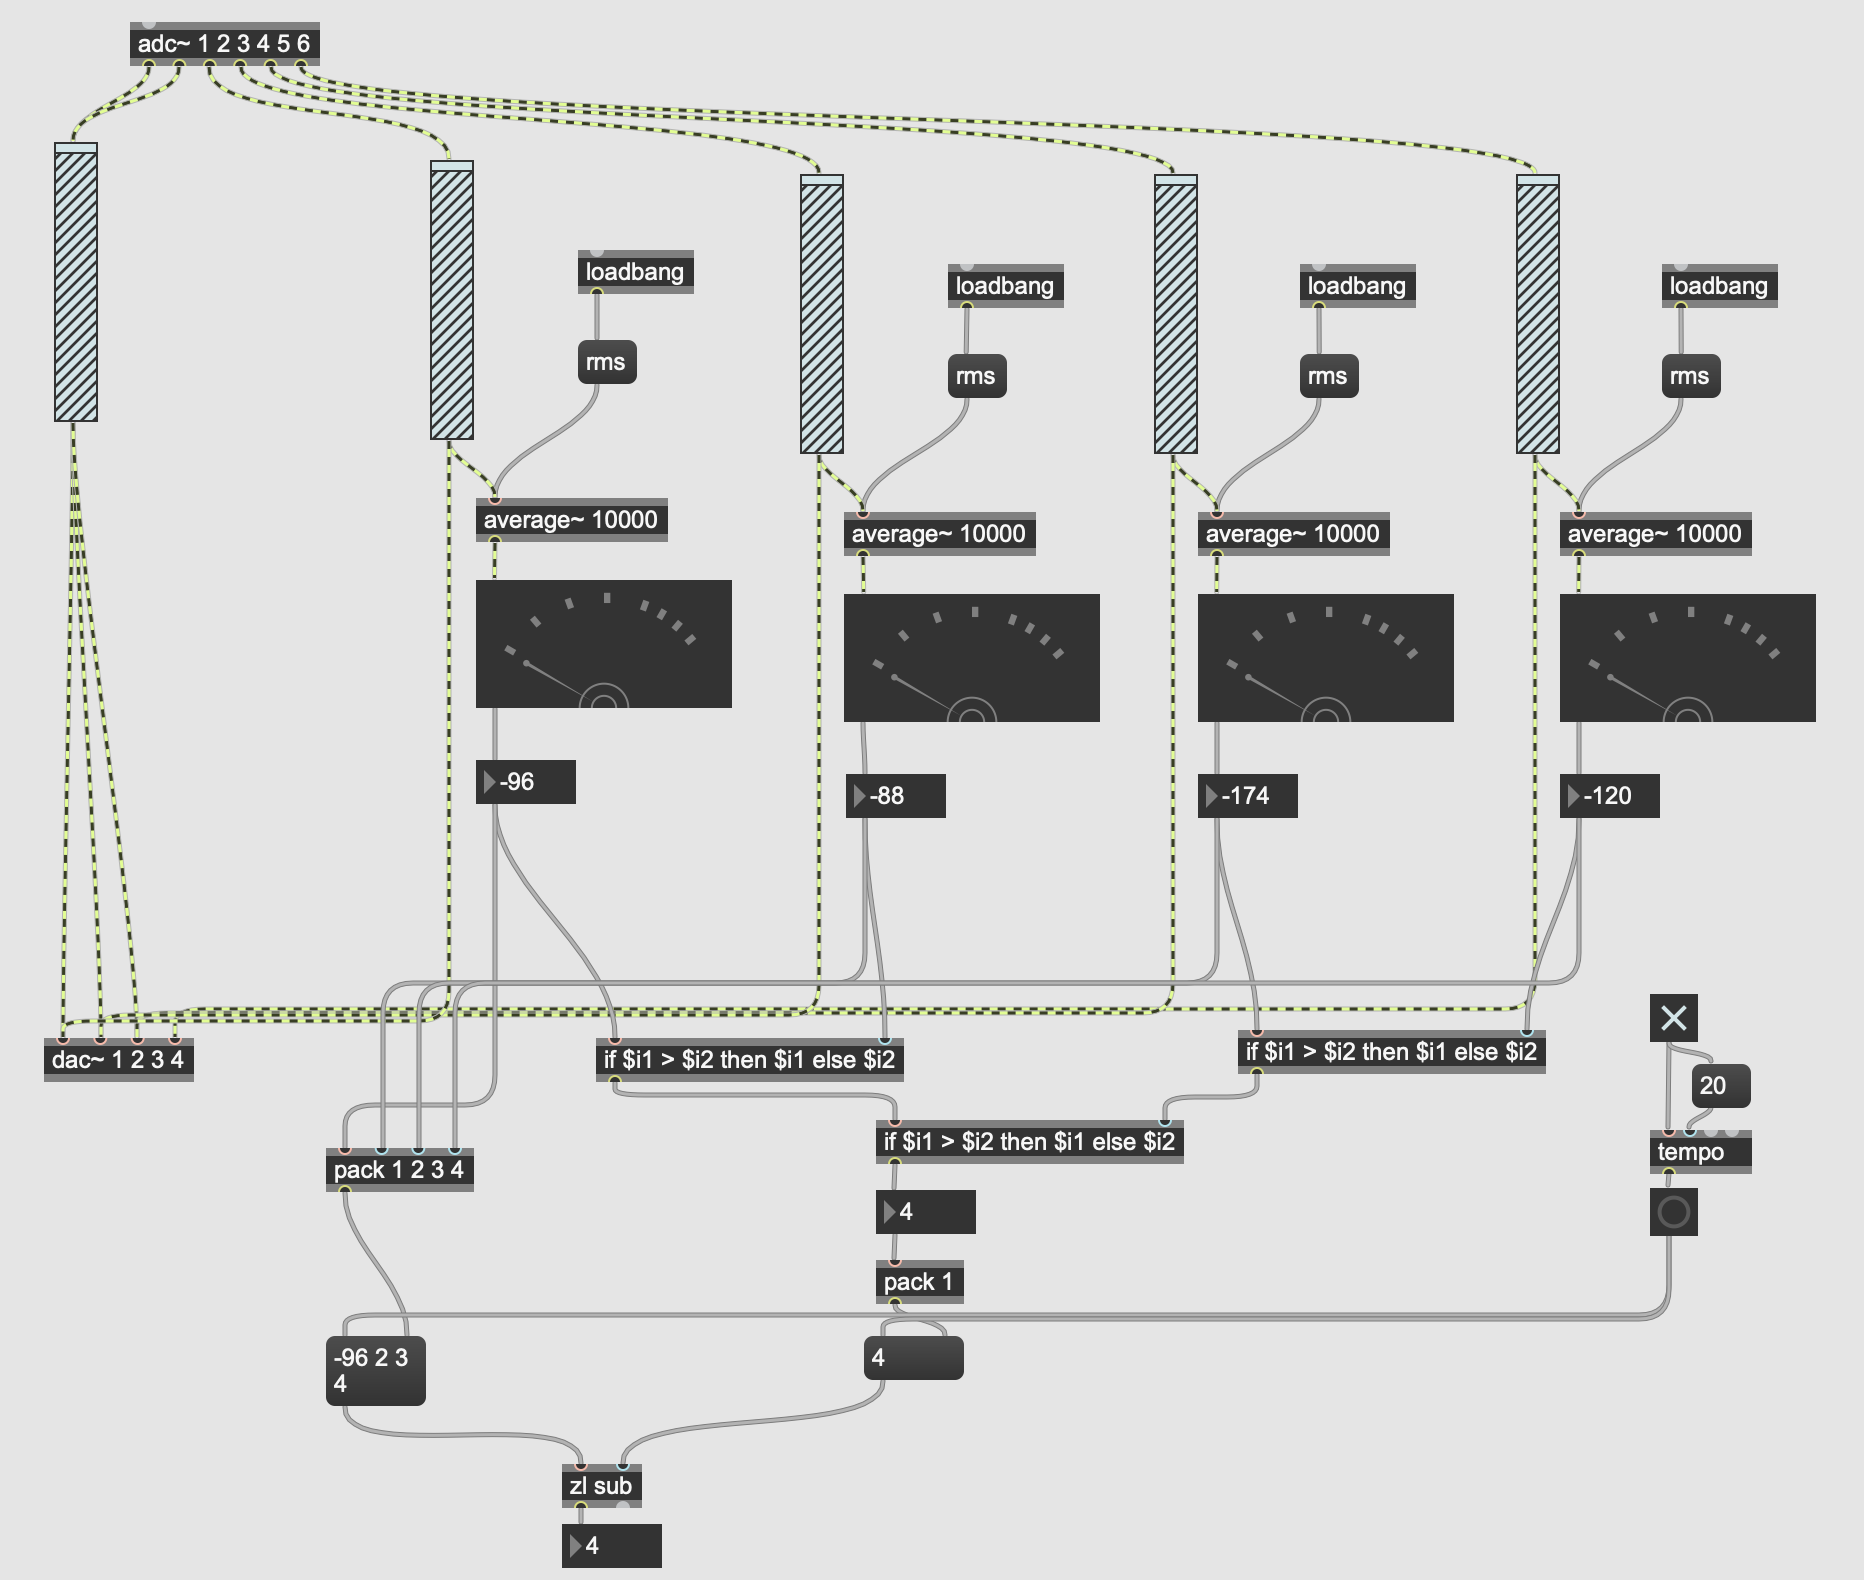 adc~ 1 2 3 4 5 6
loadbang
loadbang
loadbang
loadbang
rms
rms
rms
rms
average~ 10000
average~ 10000
average~ 10000
average~ 10000
-96
-88
-174
-120
dac~ 1 2 3 4
if $i1 > $i2 then $i1 else $i2
if $i1 > $i2 then $i1 else $i2
20
if $i1 > $i2 then $i1 else $i2
tempo
pack 1 2 3 4
4
pack 1
-96 2 3
4
4
zl sub
4